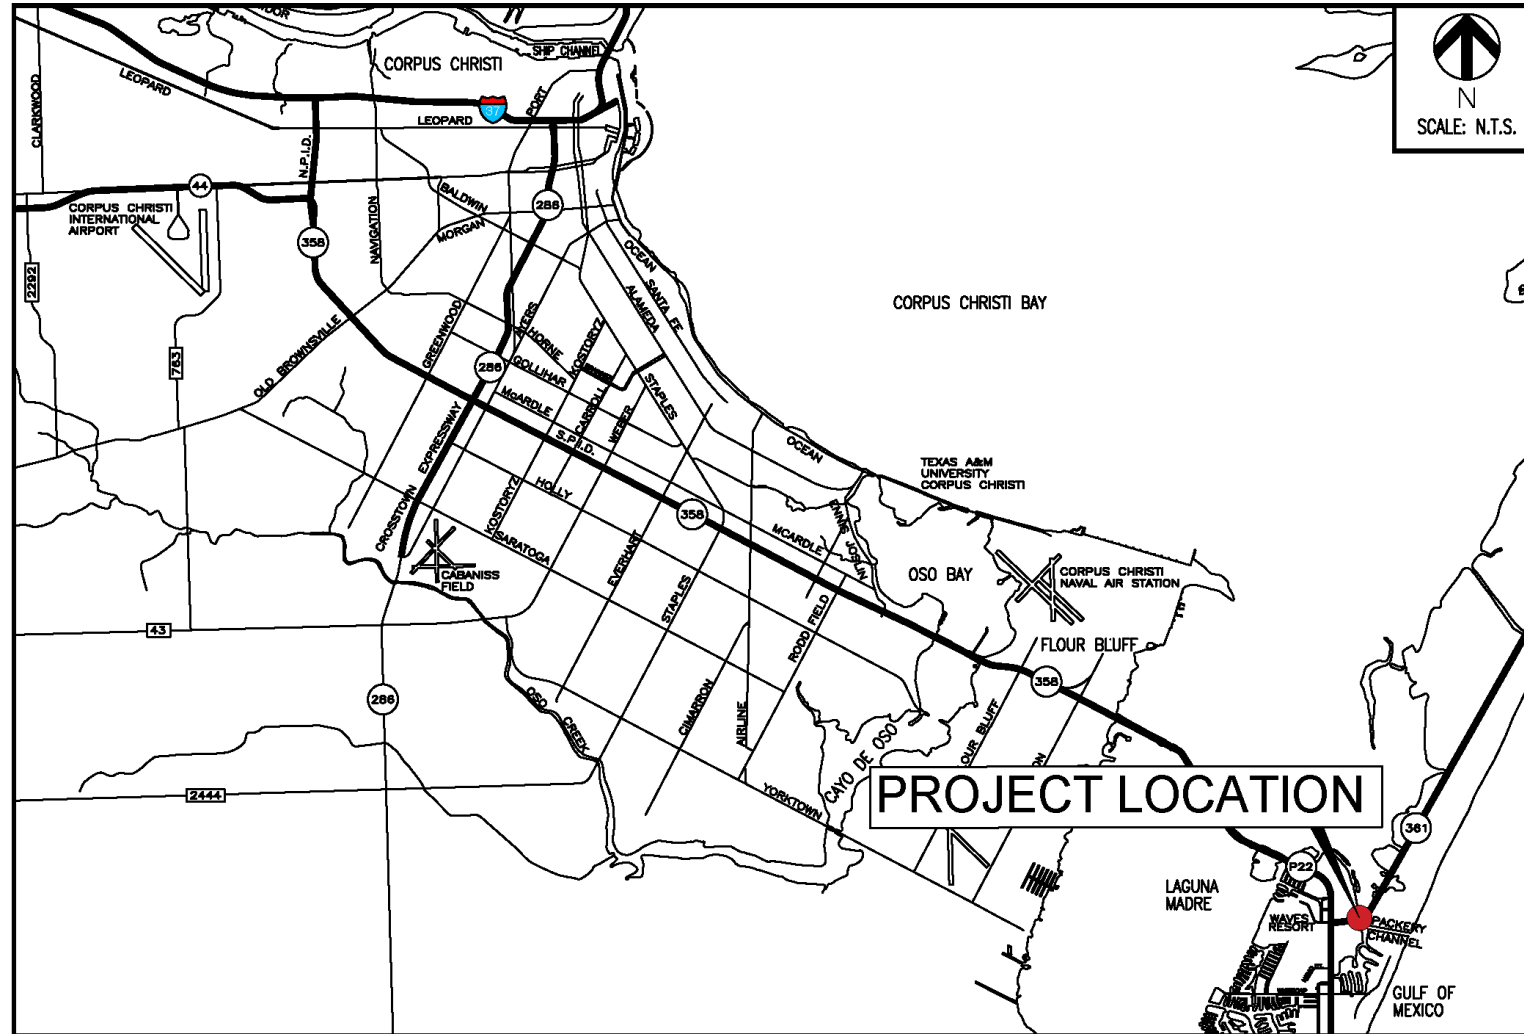 CORPUS CHRISTI
SHIP CHANNEL
N
SCALE: N.T.S.
CLARKWOOD
LEOPARD
37
PORT
LEOPARD
N.P.I.D.
44
CORPUS CHRISTI
INTERNATIONAL
AIRPORT
NAVIGATION
BALDWIN
MORGAN
286
358
2292
763
OLD BROWNSVILLE
GREENWOOD
AYERS
HORNE
KOSTORYZ
OCEAN
SANTA FE
ALAMEDA
CORPUS CHRISTI BAY
286
GOLLIHAR
McARDLE
CARROLL
WEBER
STAPLES
S.P.I.D.
CROSSTOWN EXPRESSWAY
KOSTORYZ
HOLLY
SARATOGA
OCEAN
TEXAS A&M
UNIVERSITY
CORPUS CHRISTI
358
MCARDLE
ENNIS JOSLIN
CABANISS
FIELD
EVERHART
STAPLES
OSO BAY
CORPUS CHRISTI
NAVAL AIR STATION
43
RODD FIELD
FLOUR BLUFF
286
OSO CREEK
CIMARRON
AIRLINE
358
CAYO DE OSO
OUR BLUFF
ON
2444
YORKTOWN
PROJECT LOCATION
361
P22
LAGUNA
MADRE
WAVES
RESORT
PACKERY
CHANNEL
GULF OF
MEXICO